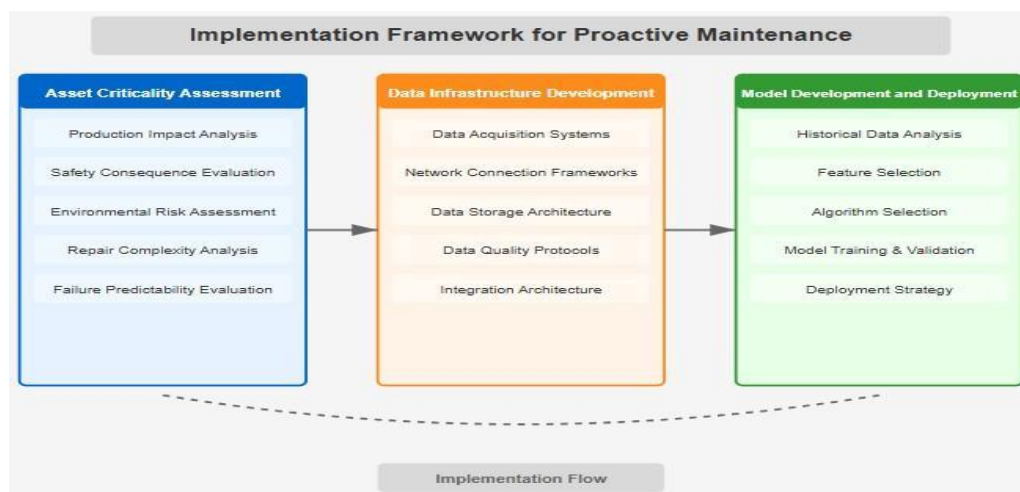 Implementation Framework for Proactive Maintenance
Asset Criticality Assessment
Production Impact Analysis
Safety Consequence Evaluation
Environmental Risk Assessment
Repair Complexity Analysis
Failure Predictability Evaluation
Data Infrastructure Development
Data Acquisition Systems
Network Connection Frameworks
Data Storage Architecture
Data Quality Protocols
Integration Architecture
Model Development and Deployment
Historical Data Analysis
Feature Selection
Algorithm Selection
Model Training & Validation
Deployment Strategy
Implementation Flow